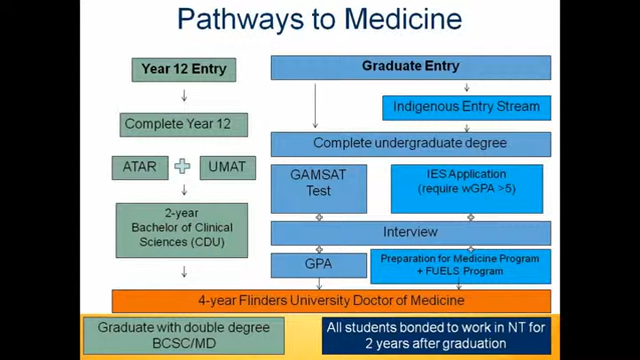 Pathways to Medicine
Year 12 Entry
Graduate Entry
Indigenous Entry Stream
Complete Year 12
Complete undergraduate degree
ATAR
UMAT
GAMSAT
Test
IES Application
(require wGPA >5)
2-year
Bachelor of Clinical
Sciences (CDU)
Interview
GPA
Preparation for Medicine Program
+ FUELS Program
4-year Flinders University Doctor of Medicine
Graduate with double degree
BCSC/MD
All students bonded to work in NT for
2 years after graduation